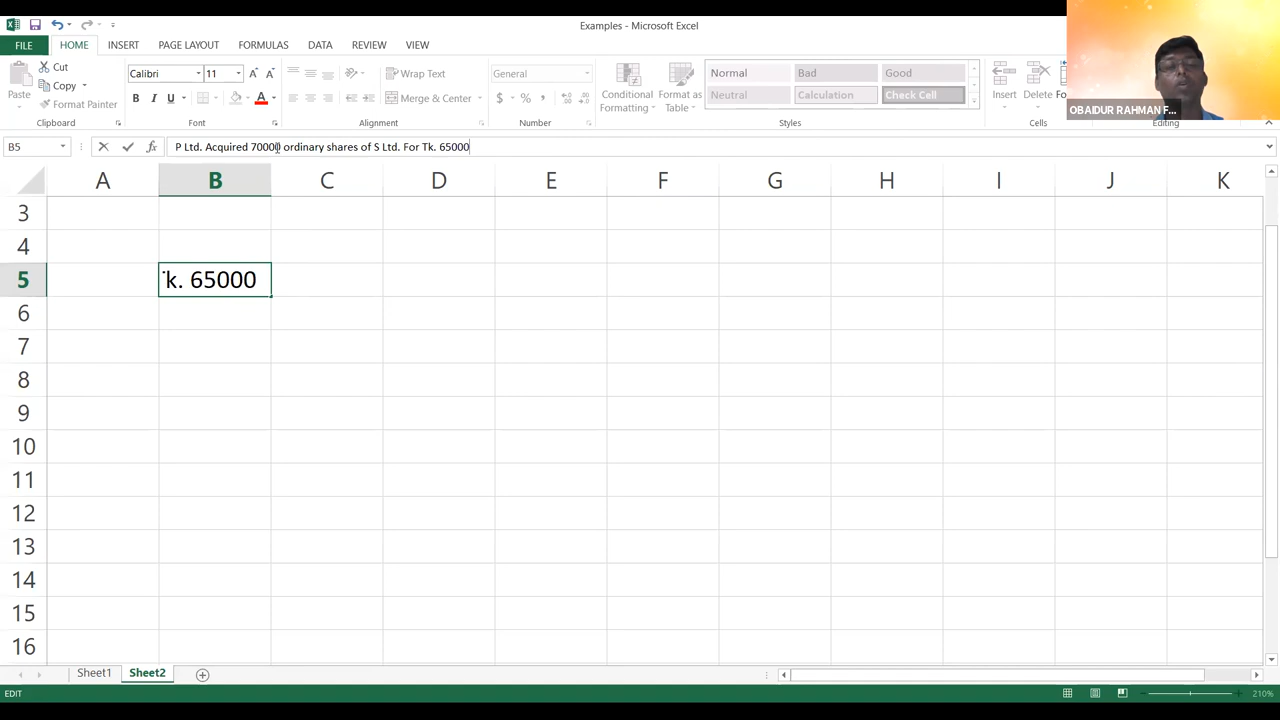 Examples - Microsoft Excel
FILE HOME INSERT PAGE LAYOUT FORMULAS DATA REVIEW VIEW
Cut
Copy
Format Painter
Paste
Clipboard
Calibri 11
B I U A
Font
Wrap Text
Merge & Center
Alignment
General
$ % ,
Number
Conditional Formatting
Format as Table
Normal Bad Good
Neutral Calculation Check Cell
Styles
Insert Delete Fo
Cells
Editing
OBAIDUR RAHMAN F...
B5 fx P Ltd. Acquired 70000 ordinary shares of S Ltd. For Tk. 65000
A B C D E F G H I J K
3
4
5 k. 65000
6
7
8
9
10
11
12
13
14
15
16
Sheet1 Sheet2
EDIT 210%